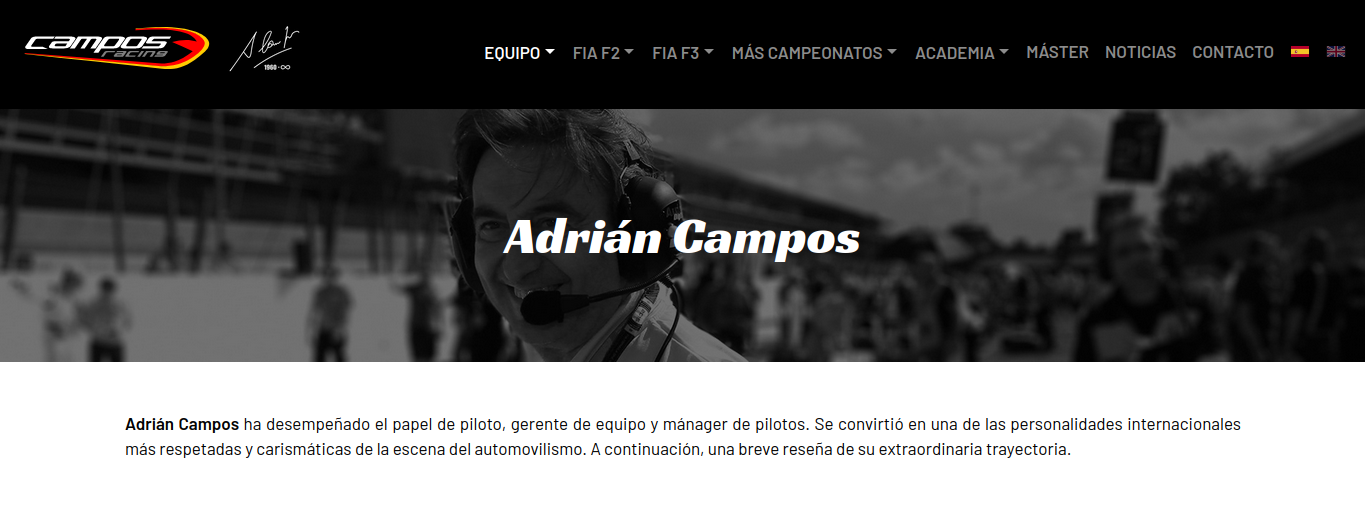 campos
racing
1960 - ∞
EQUIPO
FIA F2
FIA F3
MÁS CAMPEONATOS
ACADEMIA
MÁSTER
NOTICIAS
CONTACTO
Adrián Campos
Adrián Campos ha desempeñado el papel de piloto, gerente de equipo y mánager de pilotos. Se convirtió en una de las personalidades internacionales
más respetadas y carismáticas de la escena del automovilismo. A continuación, una breve reseña de su extraordinaria trayectoria.